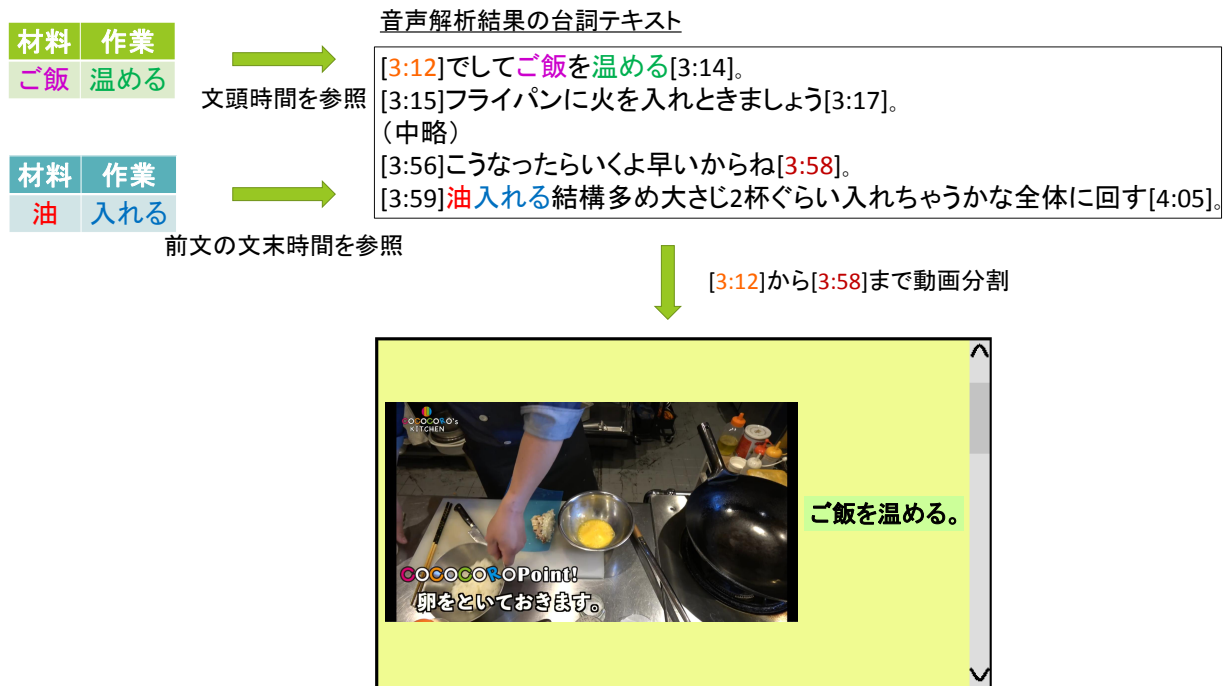 音声解析結果の台詞テキスト
材料 作業
ご飯 温める
文頭時間を参照
[3:12]でしてご飯を温める[3:14]。
[3:15]フライパンに火を入れときましょう[3:17]。
（中略）
[3:56]こうなったらいくよ早いからね[3:58]。
[3:59]油入れる結構多め大さじ2杯ぐらい入れちゃうかな全体に回す[4:05]。
材料 作業
油 入れる
前文の文末時間を参照
[3:12]から[3:58]まで動画分割
COCOCORO's
KITCHEN
COCOCOROPoint!
卵をといておきます。
ご飯を温める。